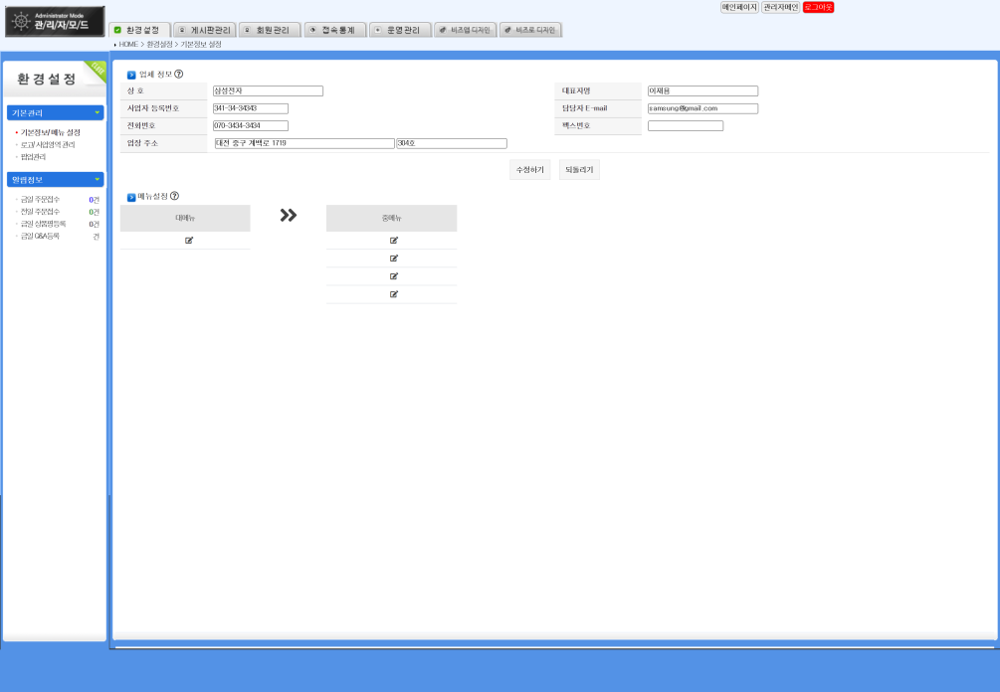 메인페이지 관리자메인 로그아웃
Administrator Mode
관/리/자/모/드
환경설정 게시판관리 회원관리 접속통계 운영관리 비즈웹 디자인 비즈로 디자인
HOME > 환경설정 > 기본정보 설정
환경설정
기본관리
기본정보/메뉴 설정
로고/사업영역 관리
팝업관리
알림정보
금일 주문접수 0건
전일 주문접수 0건
금일 상품평등록 0건
금일 Q&A등록 건
업체 정보 ?
상 호 삼성전자 대표자명 이재용
사업자 등록번호 341-34-34343 담당자 E-mail samsung@gmail.com
전화번호 070-3434-3434 팩스번호
업장 주소 대전 중구 계백로 1719 304호
수정하기 되돌리기
메뉴설정 ?
대메뉴 중메뉴